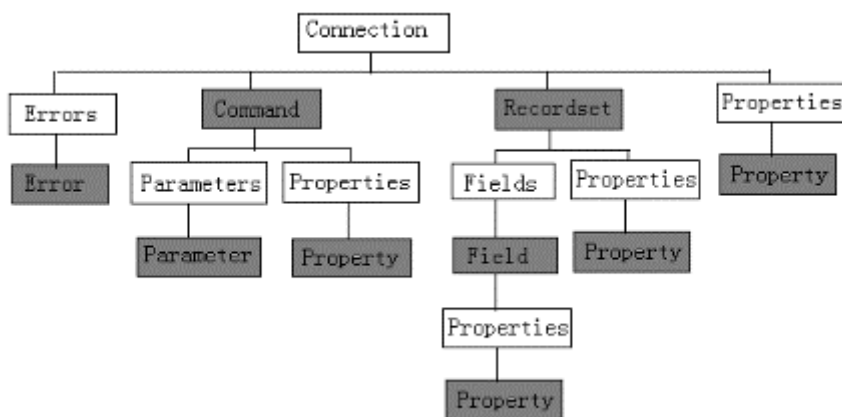 Connection
Errors
Command
Recordset
Properties
Error
Parameters
Properties
Fields
Properties
Property
Parameter
Property
Field
Property
Properties
Property